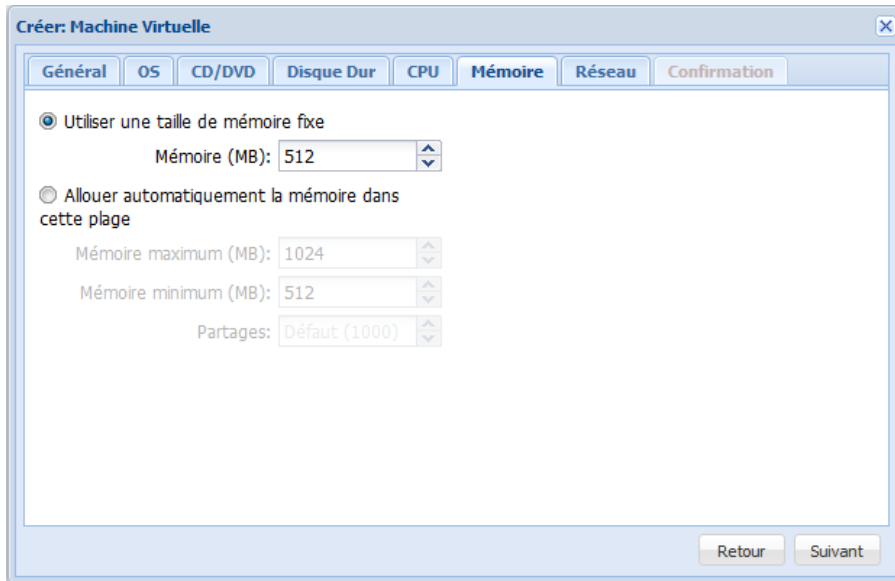 Créer: Machine Virtuelle
Général OS CD/DVD Disque Dur CPU Mémoire Réseau Confirmation
Utiliser une taille de mémoire fixe
Mémoire (MB): 512
Allouer automatiquement la mémoire dans
cette plage
Mémoire maximum (MB): 1024
Mémoire minimum (MB): 512
Partages: Défaut (1000)
Retour Suivant